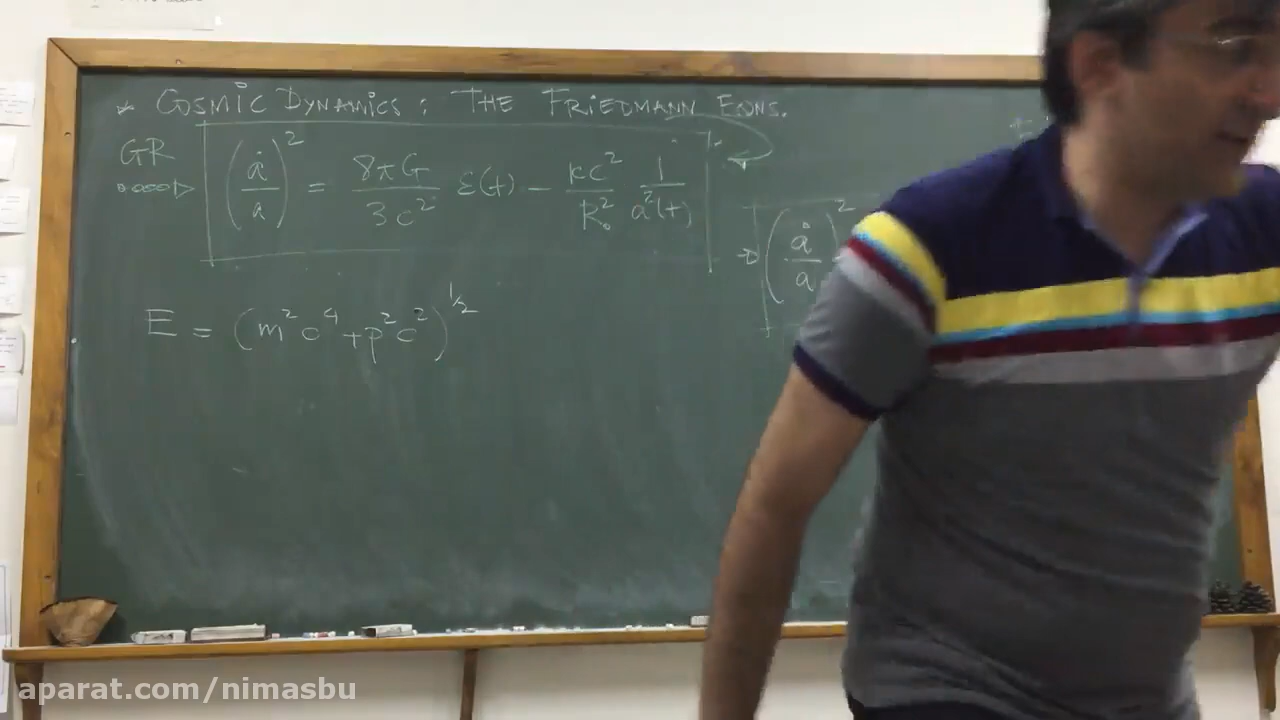 * COSMIC DYNAMICS: THE FRIEDMANN EQNS.
GR (ȧ/a)² = 8πG/3c² ε(t) − κc²/R₀² 1/a²(t)
(ȧ/a)²
E = (m²c⁴+p²c²)^½
aparat.com/nimasbu